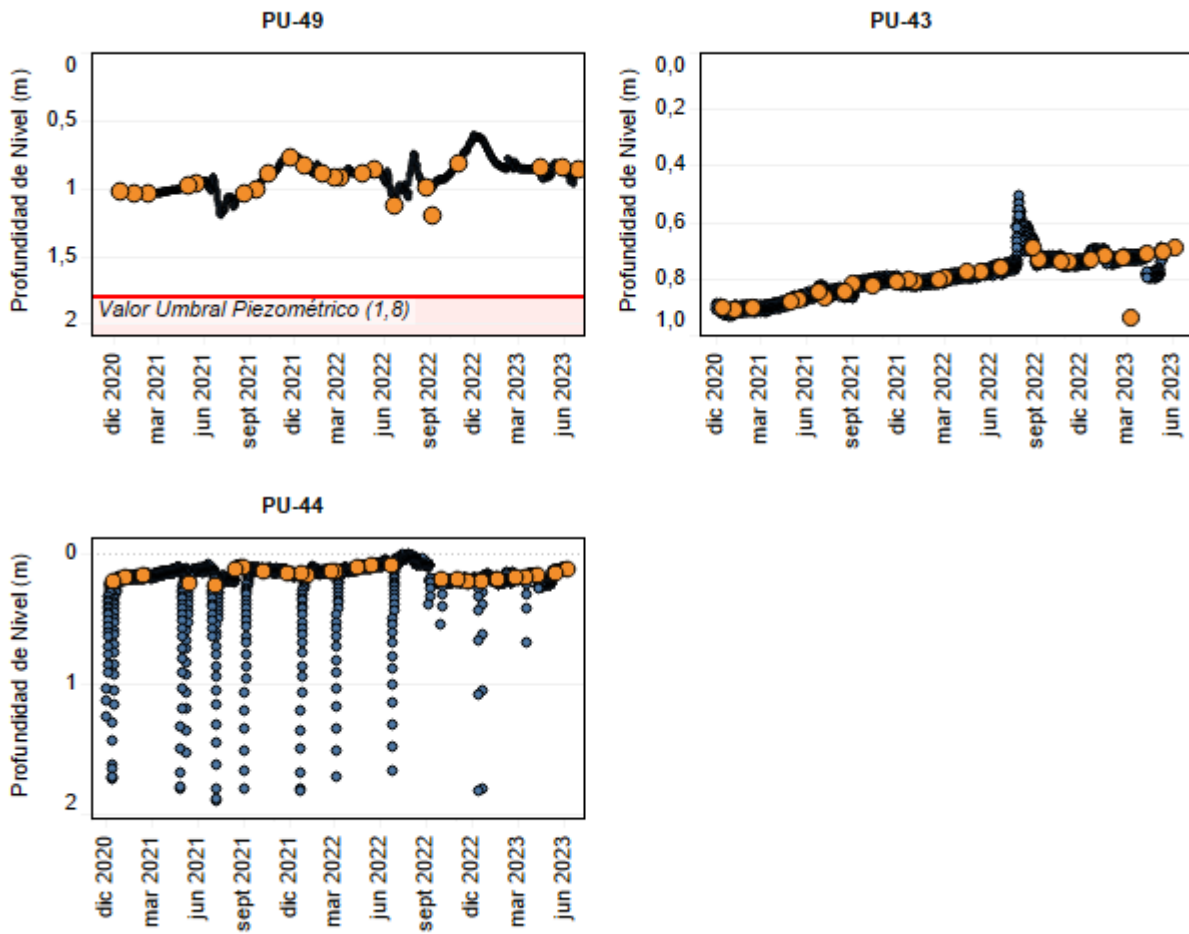 PU-49
Profundidad de Nivel (m)
0
0,5
1
1,5
2
Valor Umbral Piezométrico (1,8)
dic 2020
mar 2021
jun 2021
sept 2021
dic 2021
mar 2022
jun 2022
sept 2022
dic 2022
mar 2023
jun 2023
PU-43
Profundidad de Nivel (m)
0,0
0,2
0,4
0,6
0,8
1,0
dic 2020
mar 2021
jun 2021
sept 2021
dic 2021
mar 2022
jun 2022
sept 2022
dic 2022
mar 2023
jun 2023
PU-44
Profundidad de Nivel (m)
0
1
2
dic 2020
mar 2021
jun 2021
sept 2021
dic 2021
mar 2022
jun 2022
sept 2022
dic 2022
mar 2023
jun 2023